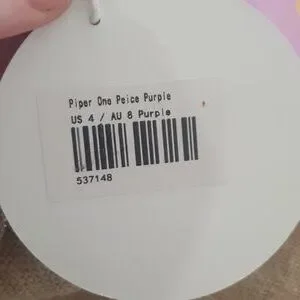 Piper One Peice Purple
US 4 / AU 8 Purple
537148